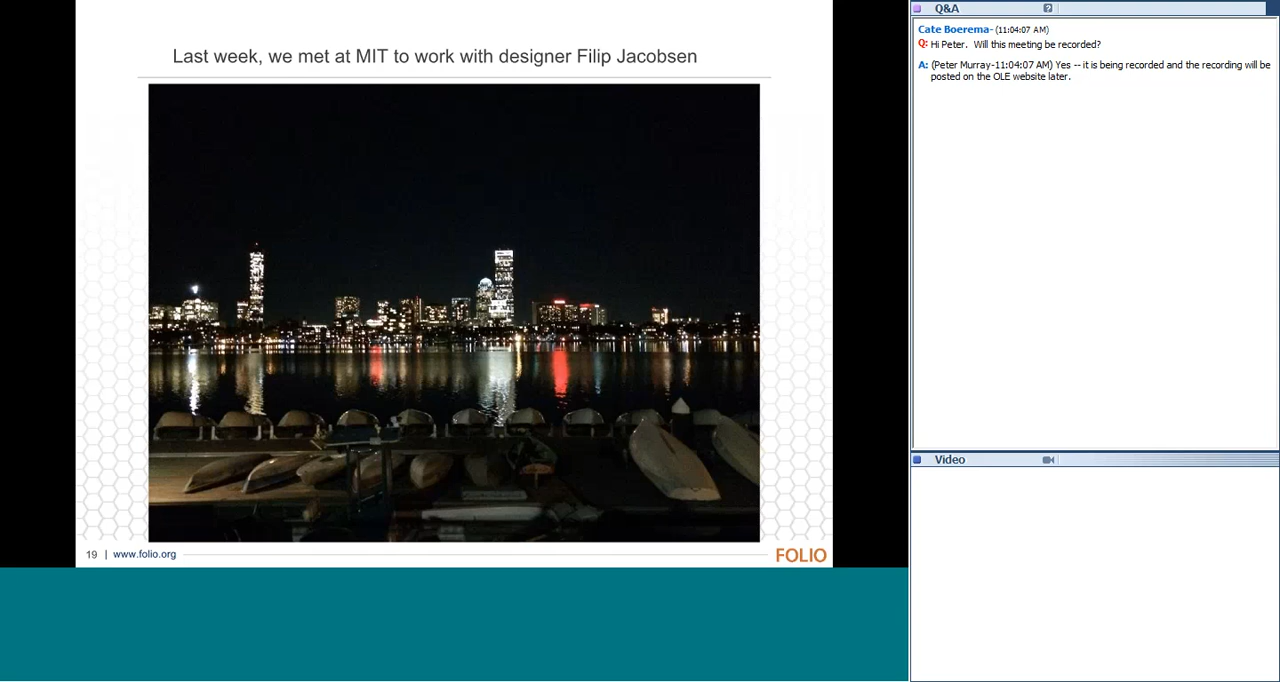 Last week, we met at MIT to work with designer Filip Jacobsen
19 | www.folio.org
FOLIO
Q&A
?
Cate Boerema- (11:04:07 AM)
Q: Hi Peter.  Will this meeting be recorded?
A: (Peter Murray-11:04:07 AM) Yes -- it is being recorded and the recording will be
posted on the OLE website later.
Video